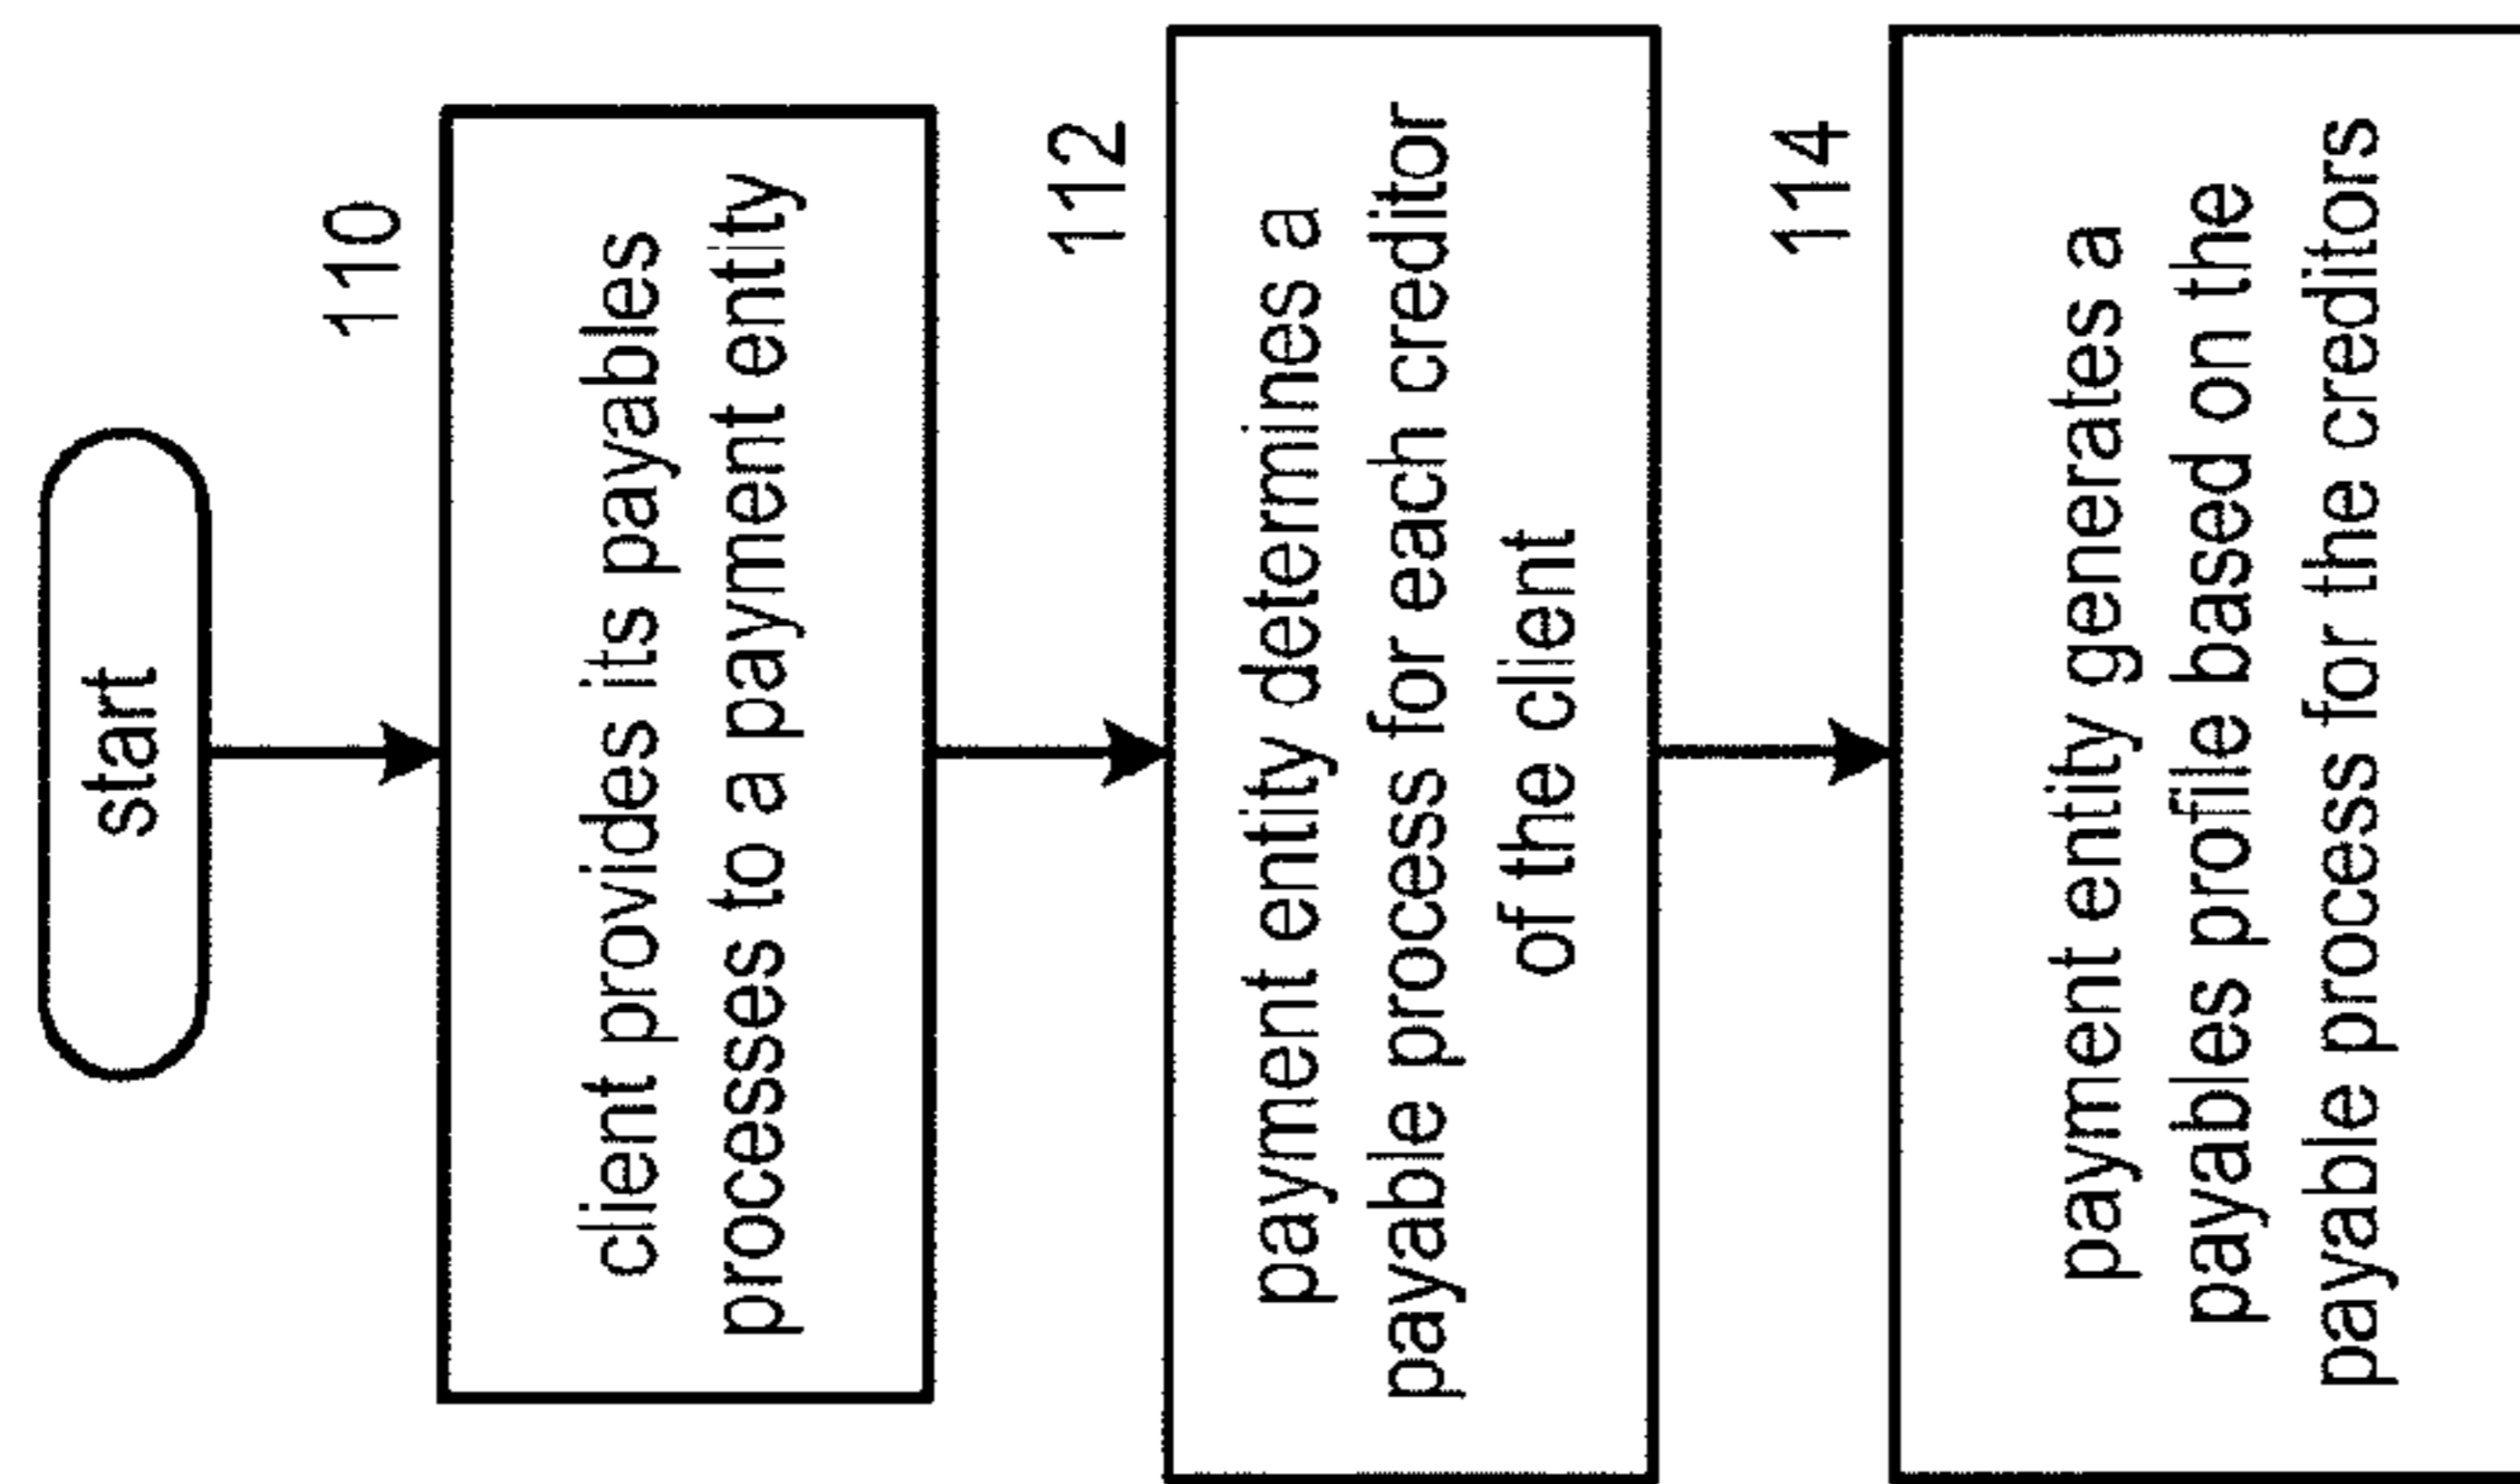 start
110
client provides its payables
processes to a payment entity
112
payment entity determines a
payable process for each creditor
of the client
114
payment entity generates a
payables profile based on the
payable process for the creditors